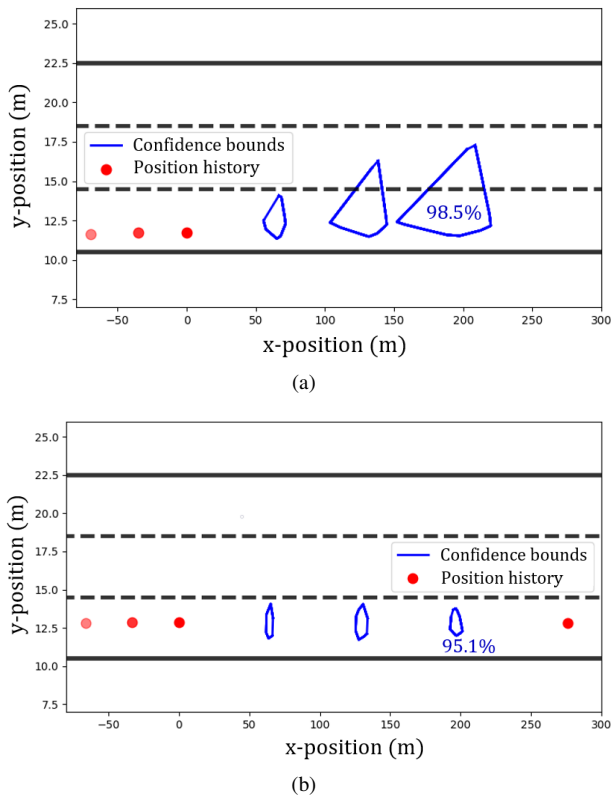 25.0
22.5
20.0
17.5
15.0
12.5
10.0
7.5
y-position (m)
Confidence bounds
Position history
98.5%
−50 0 50 100 150 200 250 300
x-position (m)
(a)
25.0
22.5
20.0
17.5
15.0
12.5
10.0
7.5
y-position (m)
Confidence bounds
Position history
95.1%
−50 0 50 100 150 200 250 300
x-position (m)
(b)